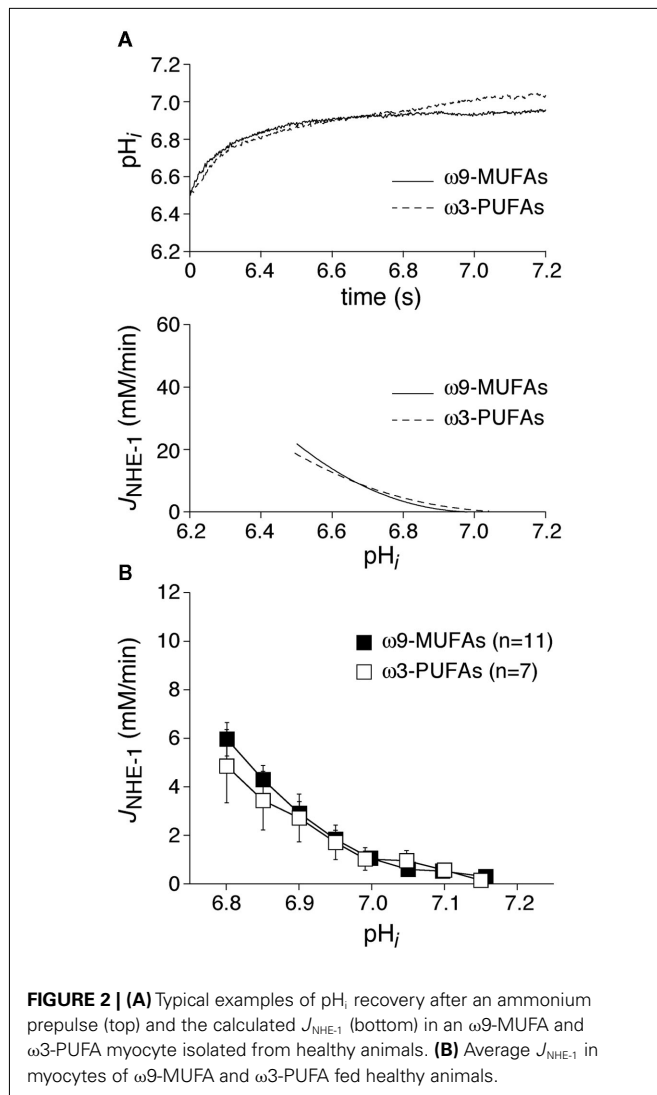 A
7.2
7.0
6.8
6.6
6.4
6.2
pHi
ω9-MUFAs
ω3-PUFAs
0 6.4 6.6 6.8 7.0 7.2
time (s)
60
40
20
0
JNHE-1 (mM/min)
ω9-MUFAs
ω3-PUFAs
6.2 6.4 6.6 6.8 7.0 7.2
pHi
B
12
10
8
6
4
2
0
JNHE-1 (mM/min)
ω9-MUFAs (n=11)
ω3-PUFAs (n=7)
6.8 6.9 7.0 7.1 7.2
pHi
FIGURE 2 | (A) Typical examples of pHi recovery after an ammonium
prepulse (top) and the calculated JNHE-1 (bottom) in an ω9-MUFA and
ω3-PUFA myocyte isolated from healthy animals. (B) Average JNHE-1 in
myocytes of ω9-MUFA and ω3-PUFA fed healthy animals.